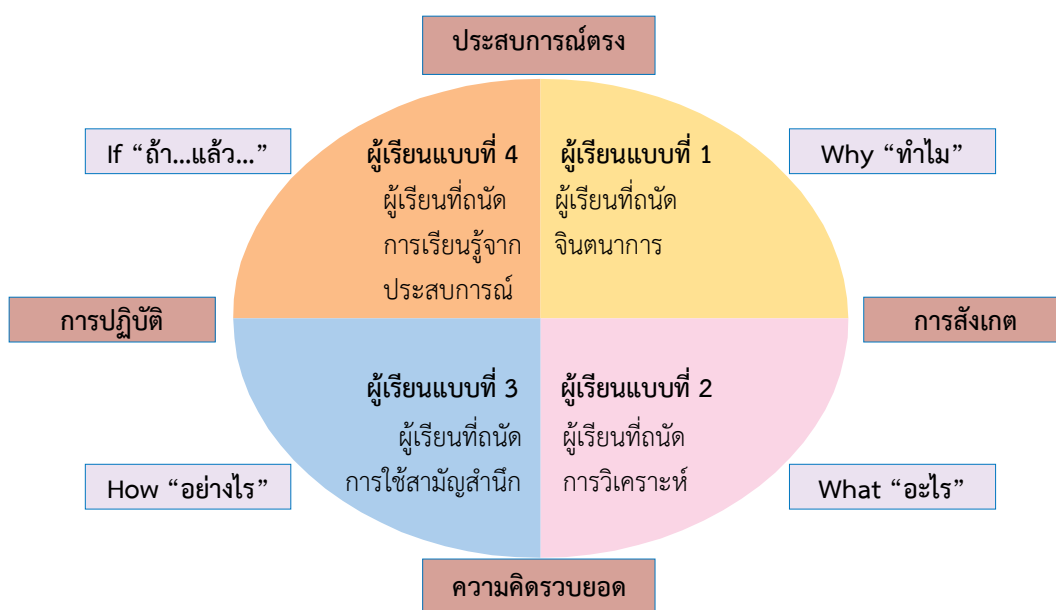 ประสบการณ์ตรง
If “ถ้า...แล้ว...”
ผู้เรียนแบบที่ 4
ผู้เรียนที่ถนัด
การเรียนรู้จาก
ประสบการณ์
ผู้เรียนแบบที่ 1
ผู้เรียนที่ถนัด
จินตนาการ
Why “ทำไม”
การปฏิบัติ
การสังเกต
ผู้เรียนแบบที่ 3
ผู้เรียนที่ถนัด
การใช้สามัญสำนึก
ผู้เรียนแบบที่ 2
ผู้เรียนที่ถนัด
การวิเคราะห์
How “อย่างไร”
What “อะไร”
ความคิดรวบยอด